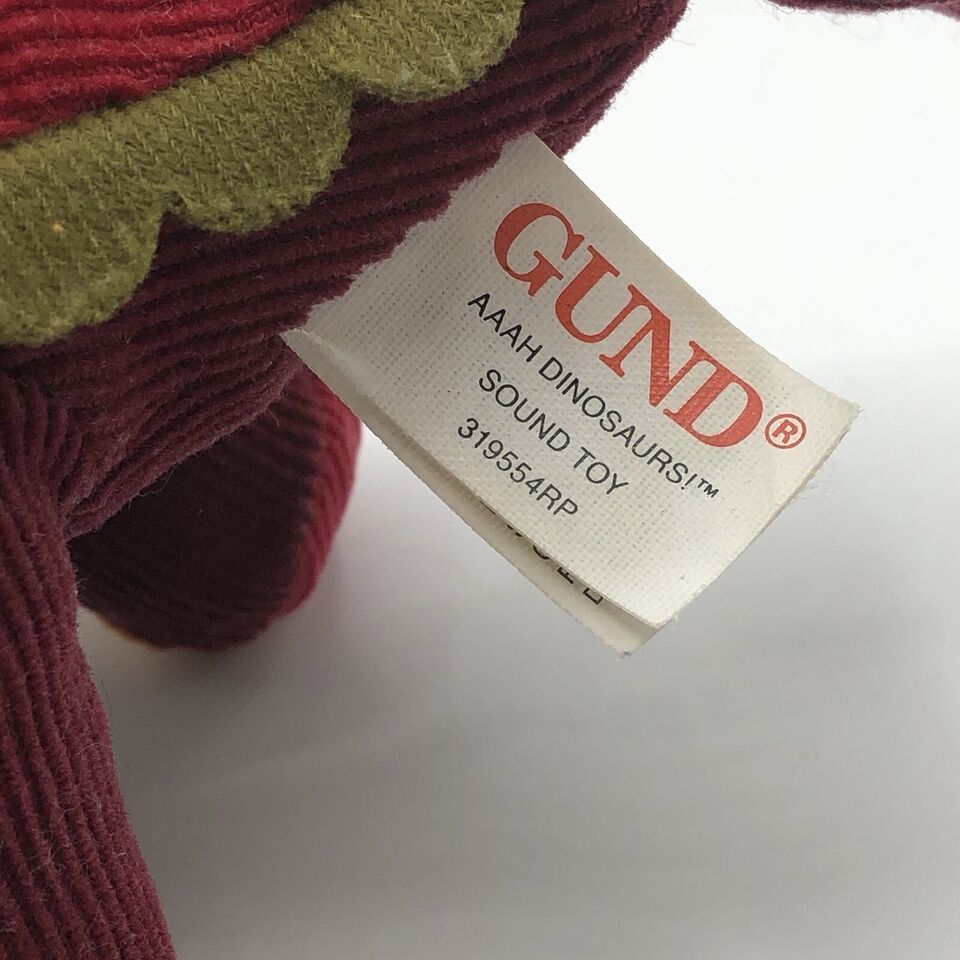 GUND®
AAAH DINOSAURS!™
SOUND TOY
319554RP